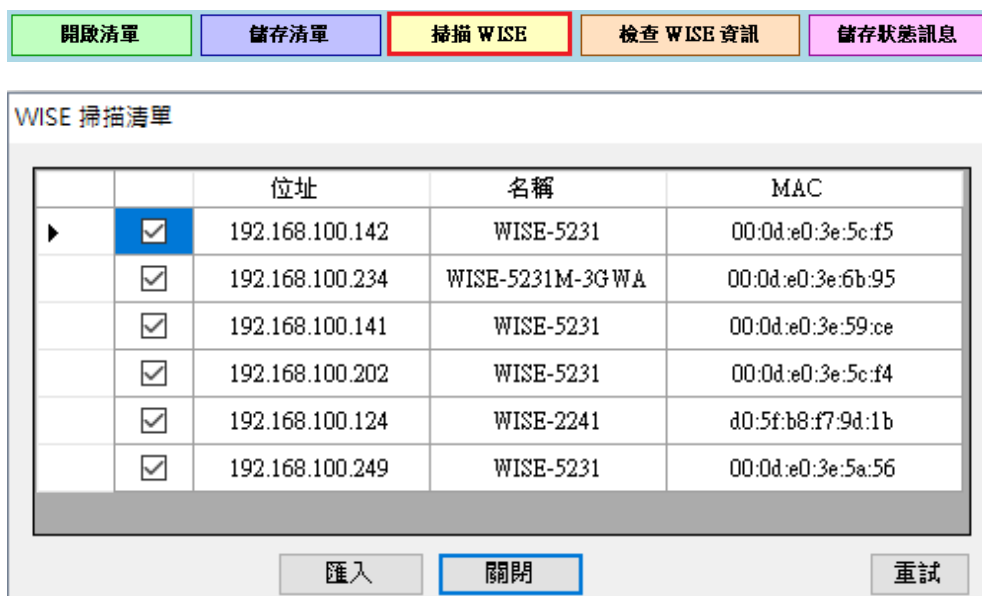 開啟清單 儲存清單 掃描 WISE 檢查 WISE 資訊 儲存狀態訊息
WISE 掃描清單
位址 名稱 MAC
192.168.100.142 WISE-5231 00:0d:e0:3e:5c:f5
192.168.100.234 WISE-5231M-3GWA 00:0d:e0:3e:6b:95
192.168.100.141 WISE-5231 00:0d:e0:3e:59:ce
192.168.100.202 WISE-5231 00:0d:e0:3e:5c:f4
192.168.100.124 WISE-2241 d0:5f:b8:f7:9d:1b
192.168.100.249 WISE-5231 00:0d:e0:3e:5a:56
匯入 關閉 重試